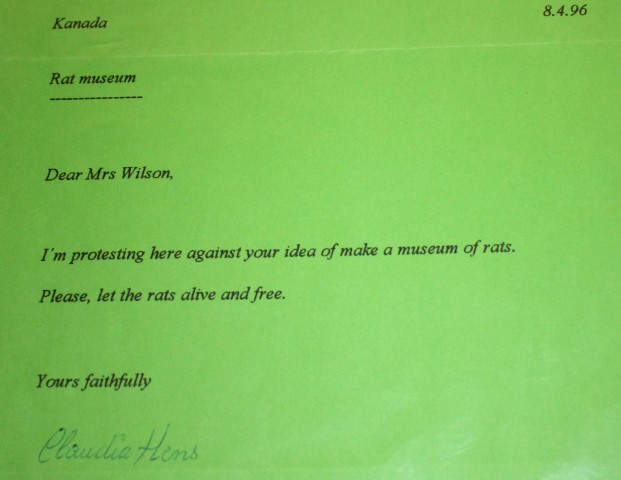 8.4.96
Kanada
Rat museum
----------------
Dear Mrs Wilson,
I´m protesting here against your idea of make a museum of rats.
Please, let the rats alive and free.
Yours faithfully
Claudia Hens